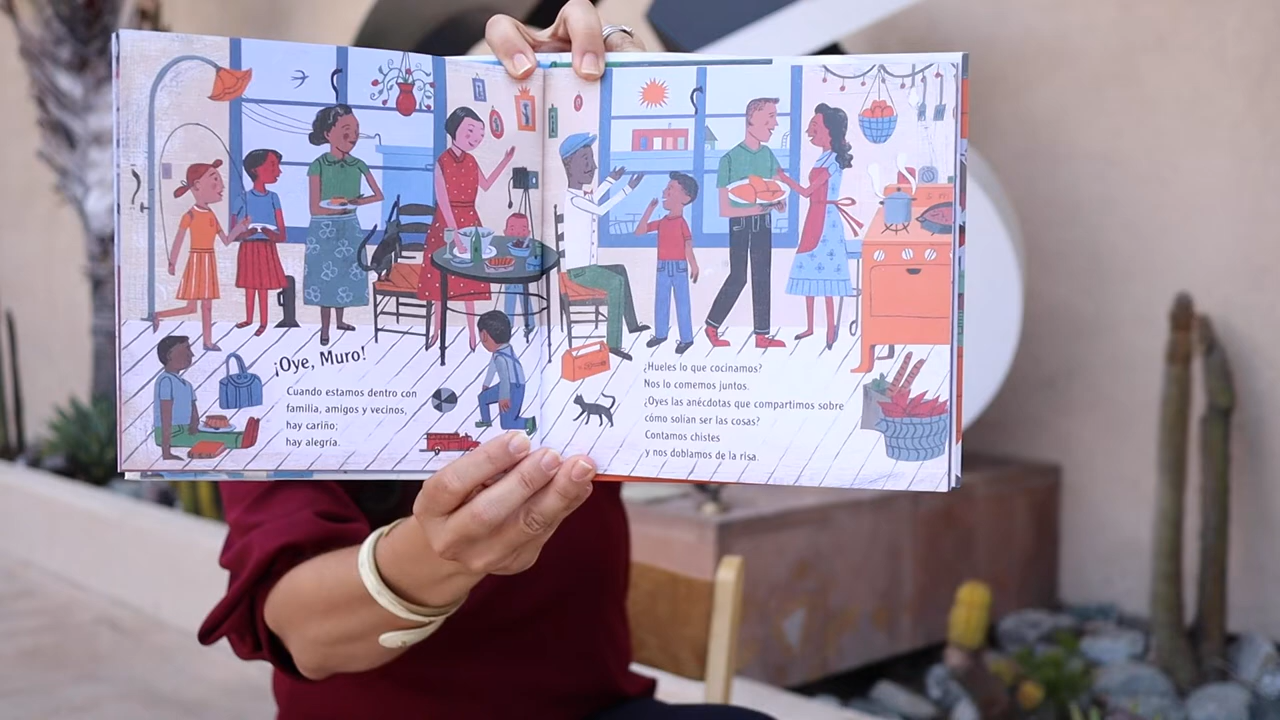 ¡Oye, Muro!
Cuando estamos dentro con
familia, amigos y vecinos,
hay cariño;
hay alegría.
¿Hueles lo que cocinamos?
Nos lo comemos juntos.
¿Oyes las anécdotas que compartimos sobre
cómo solían ser las cosas?
Contamos chistes
y nos doblamos de la risa.